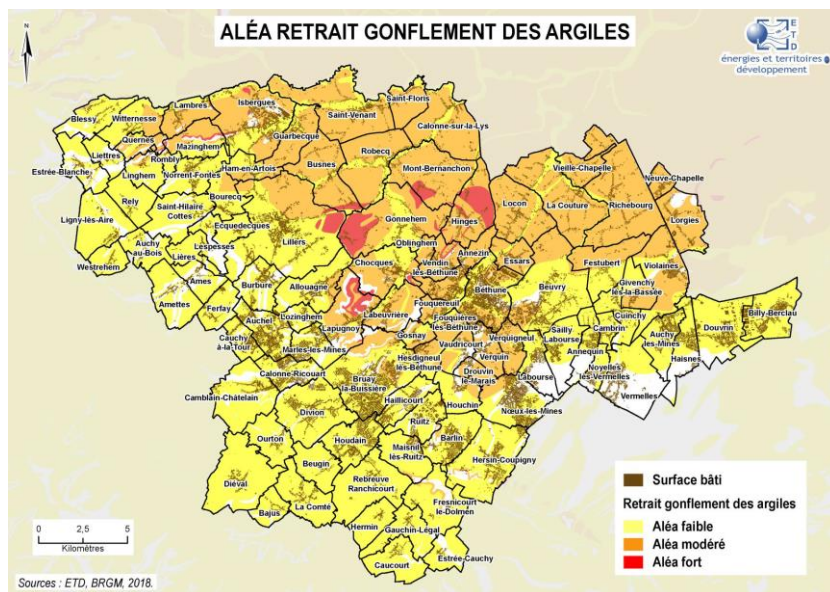 ALÉA RETRAIT GONFLEMENT DES ARGILES
N
E
T
D
énergies et territoires
développement
Blessy
Witternesse
Lambres
Isbergues
Saint-Venant
Saint-Floris
Calonne-sur-la-Lys
Quernes
Mazinghem
Guarbecque
Liettres
Rombly
Estrée-Blanche
Linghem
Norrent-Fontes
Ham-en-Artois
Busnes
Robecq
Mont-Bernanchon
Vieille-Chapelle
Neuve-Chapelle
Rely
Bourecq
Saint-Hilaire
Cottes
Locon
La Couture
Richebourg
Lorgies
Ligny-lès-Aire
Ecquedecques
Lillers
Gonnehem
Hinges
Auchy
au-Bois
Lespesses
Lières
Oblinghem
Annezin
Essars
Westrehem
Chocques
Vendin
lès-Béthune
Festubert
Violaines
Ames
Burbure
Allouagne
Béthune
Beuvry
Givenchy
lès-la-Bassée
Amettes
Ferfay
Labeuvrière
Fouquereuil
Fouquières
lès-Béthune
Cuinchy
Billy-Berclau
Auchel
Lozinghem
Lapugnoy
Gosnay
Verquigneul
Sailly
Labourse
Cambrin
Auchy
les-Mines
Douvrin
Cauchy
à-la-Tour
Marles-les-Mines
Vaudricourt
Verquin
Annequin
Haisnes
Hesdigneul
lès-Béthune
Drouvin
le-Marais
Labourse
Noyelles
lès-Vermelles
Calonne-Ricouart
Bruay
la-Buissière
Vermelles
Camblain-Châtelain
Haillicourt
Houchin
Nœux-les-Mines
Divion
Ruitz
Ourton
Houdain
Maisnil
lès-Ruitz
Barlin
Hersin-Coupigny
Beugin
Diéval
Rebreuve
Ranchicourt
Bajus
La Comté
Fresnicourt
le-Dolmen
Hermin
Gauchin-Légal
Estrée-Cauchy
Caucourt
Surface bâti
Retrait gonflement des argiles
Aléa faible
Aléa modéré
Aléa fort
0 2,5 5
Kilomètres
Sources : ETD, BRGM, 2018.